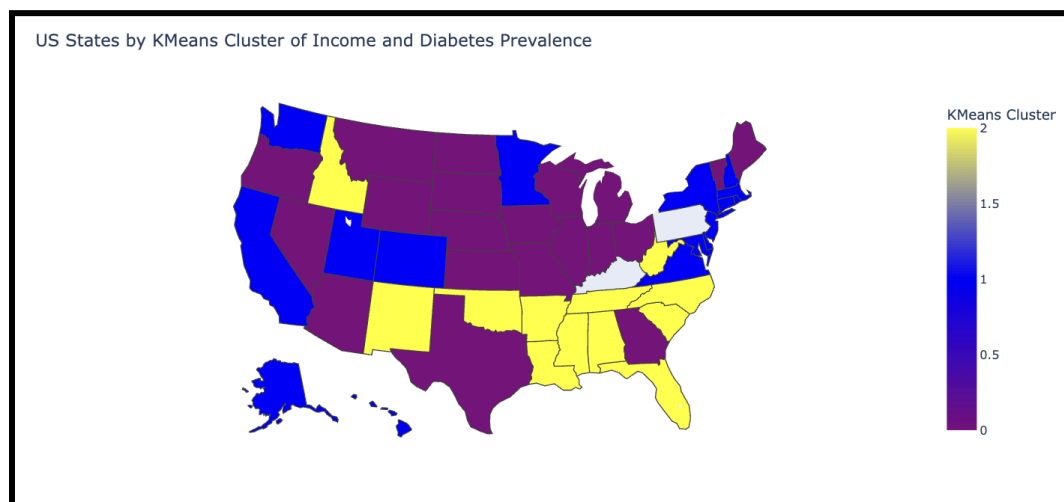 US States by KMeans Cluster of Income and Diabetes Prevalence
KMeans Cluster
2
1.5
1
0.5
0